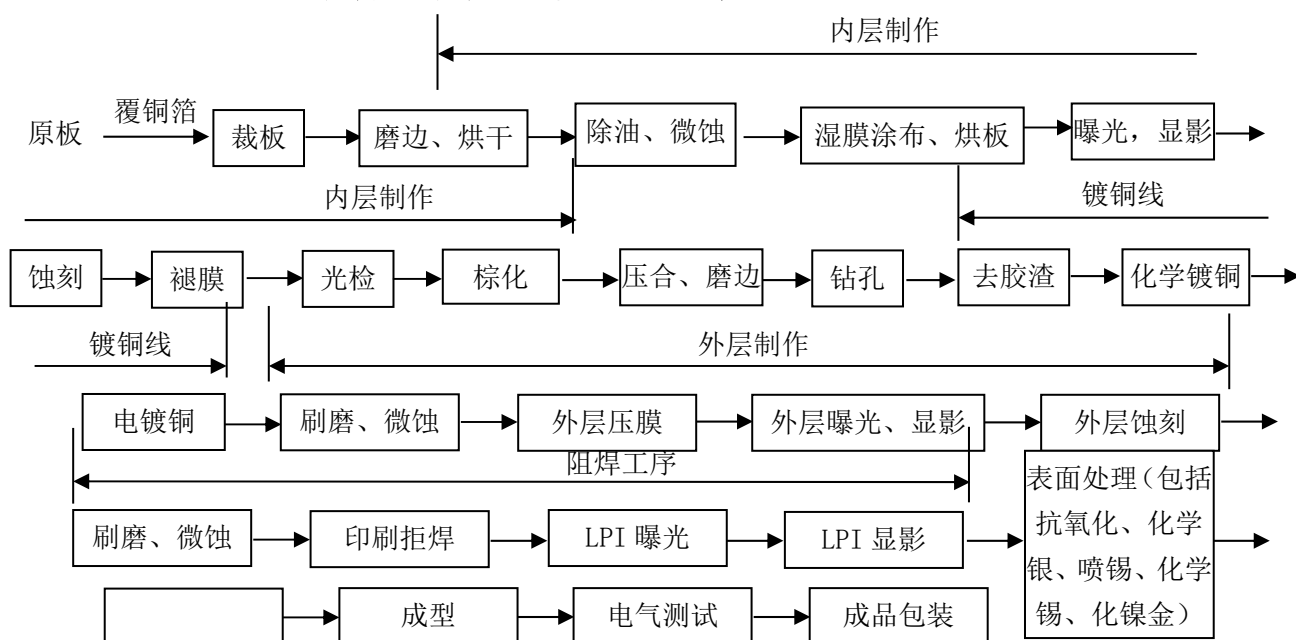 内层制作
原板
覆铜箔
裁板
磨边、烘干
除油、微蚀
湿膜涂布、烘板
曝光，显影
内层制作
镀铜线
蚀刻
褪膜
光检
棕化
压合、磨边
钻孔
去胶渣
化学镀铜
镀铜线
外层制作
电镀铜
刷磨、微蚀
外层压膜
外层曝光、显影
外层蚀刻
阻焊工序
刷磨、微蚀
印刷拒焊
LPI 曝光
LPI 显影
表面处理（包括
抗氧化、化学
银、喷锡、化学
锡、化镍金）
成型
电气测试
成品包装